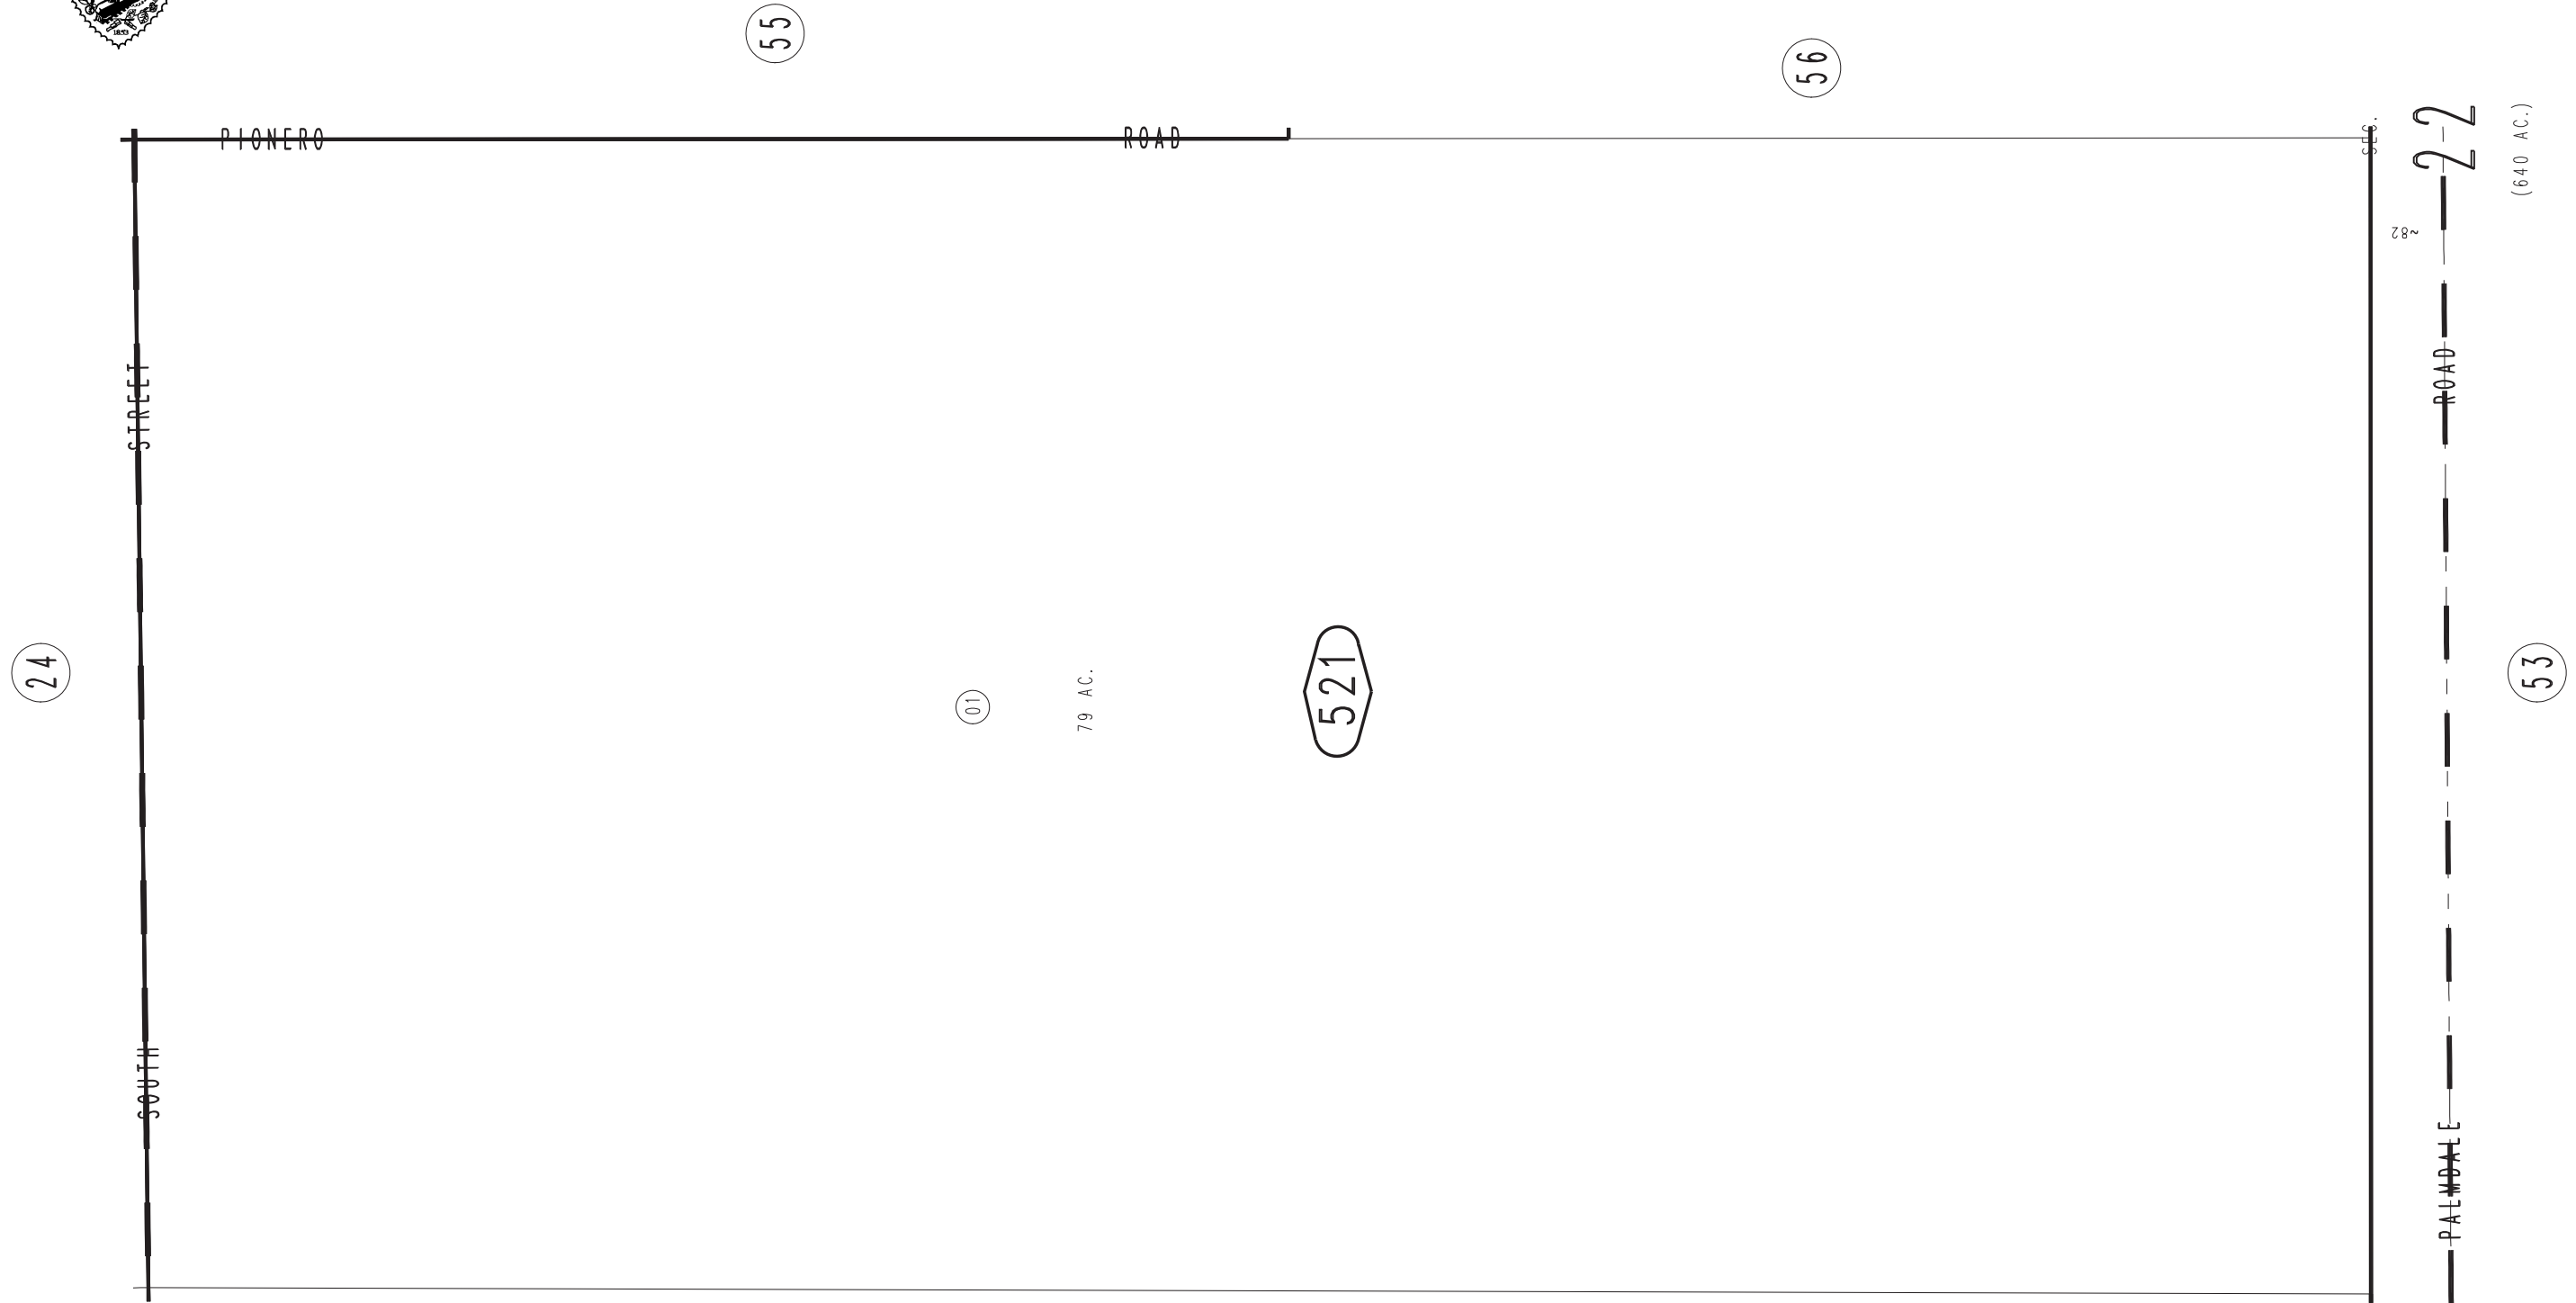 1853
55
56
PIONERO ROAD
SEC.
22
(640 AC.)
~82
SOUTH STREET
PALMDALE ROAD
24
01
79 AC.
521
53